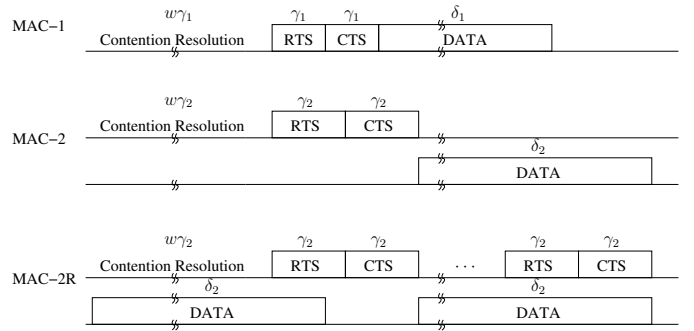 wγ₁ γ₁ γ₁ δ₁
MAC−1
Contention Resolution RTS CTS DATA
wγ₂ γ₂ γ₂
Contention Resolution RTS CTS
MAC−2
δ₂
DATA
wγ₂ γ₂ γ₂ γ₂ γ₂
Contention Resolution RTS CTS ··· RTS CTS
MAC−2R
δ₂ δ₂
DATA DATA